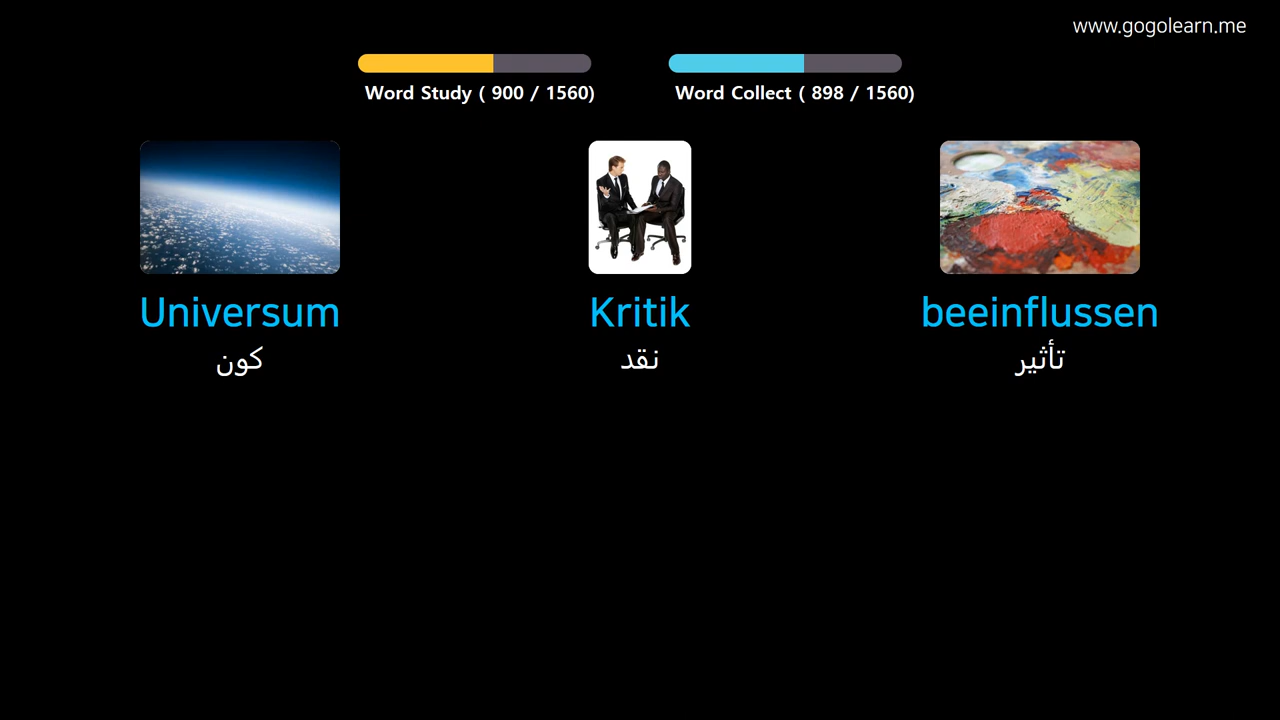 www.gogolearn.me
Word Study ( 900 / 1560)
Word Collect ( 898 / 1560)
Universum
كون
Kritik
نقد
beeinflussen
تأثير